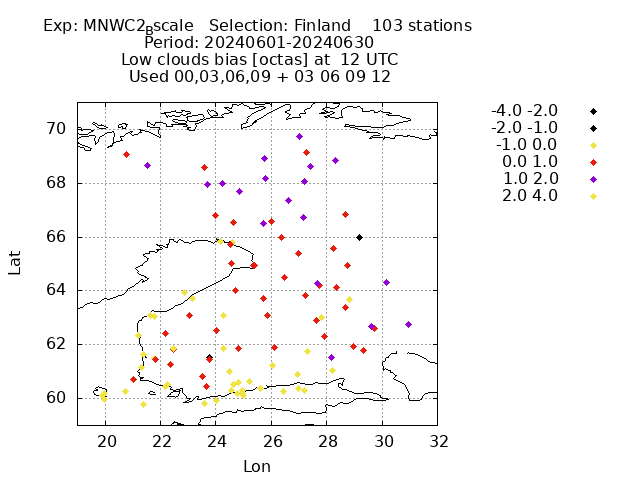 Exp: MNWC2_Bscale   Selection: Finland    103 stations
Period: 20240601-20240630
Low clouds bias [octas] at  12 UTC
Used 00,03,06,09 + 03 06 09 12
-4.0 -2.0
-2.0 -1.0
-1.0 0.0
0.0 1.0
1.0 2.0
2.0 4.0
70
68
66
64
62
60
Lat
20 22 24 26 28 30 32
Lon